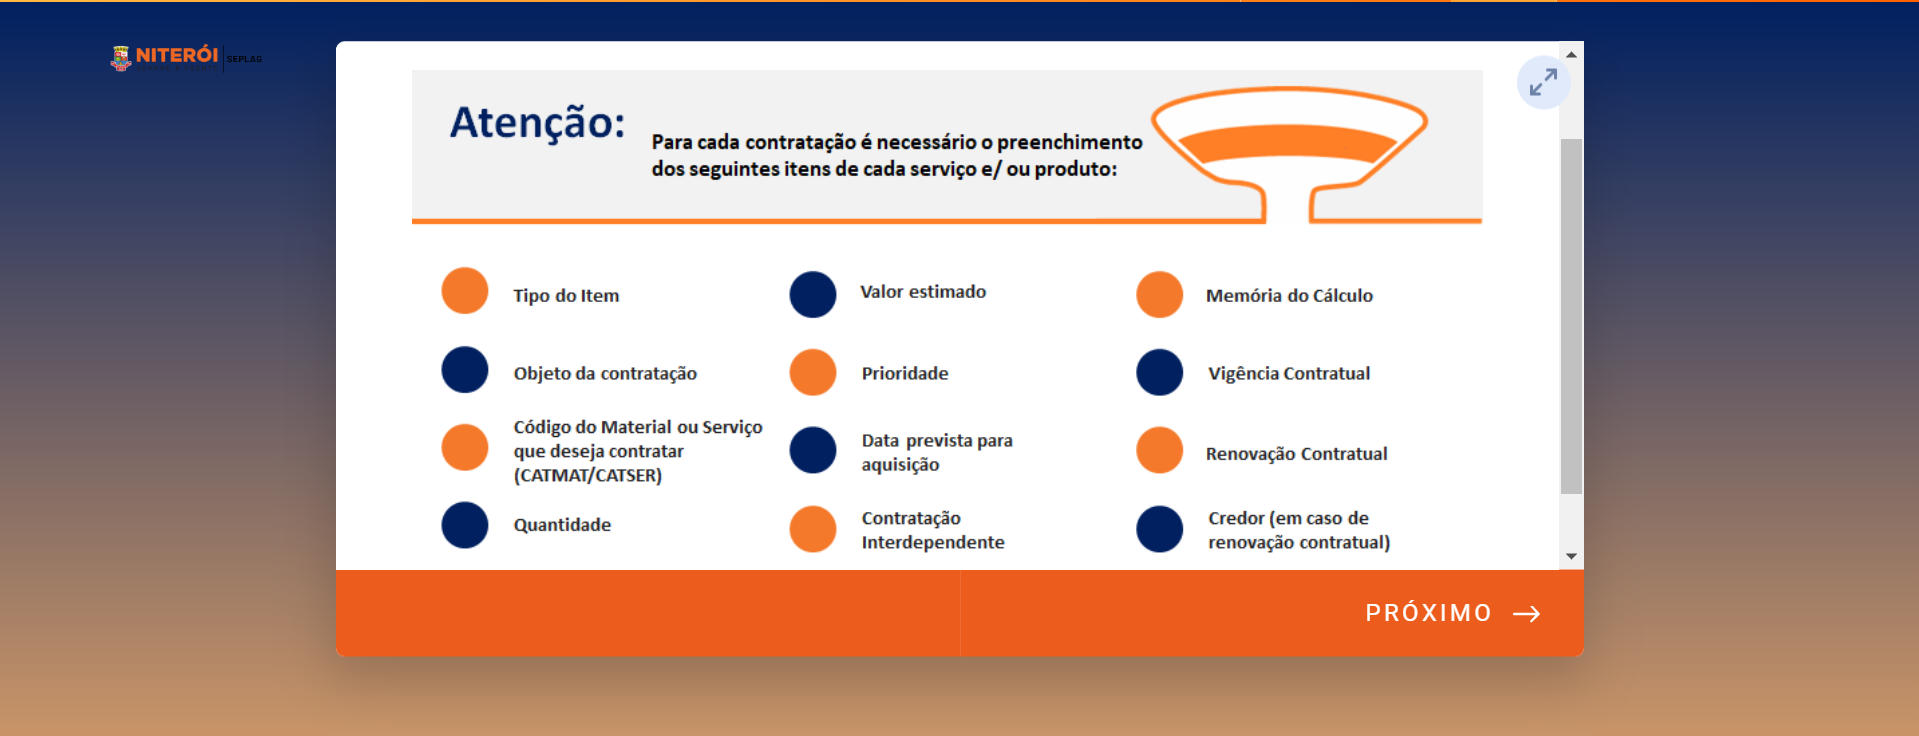 NITERÓI
SEPLAG
Atenção:
Para cada contratação é necessário o preenchimento
dos seguintes itens de cada serviço e/ ou produto:
Tipo do Item
Objeto da contratação
Código do Material ou Serviço
que deseja contratar
(CATMAT/CATSER)
Quantidade
Valor estimado
Prioridade
Data prevista para
aquisição
Contratação
Interdependente
Memória do Cálculo
Vigência Contratual
Renovação Contratual
Credor (em caso de
renovação contratual)
PRÓXIMO